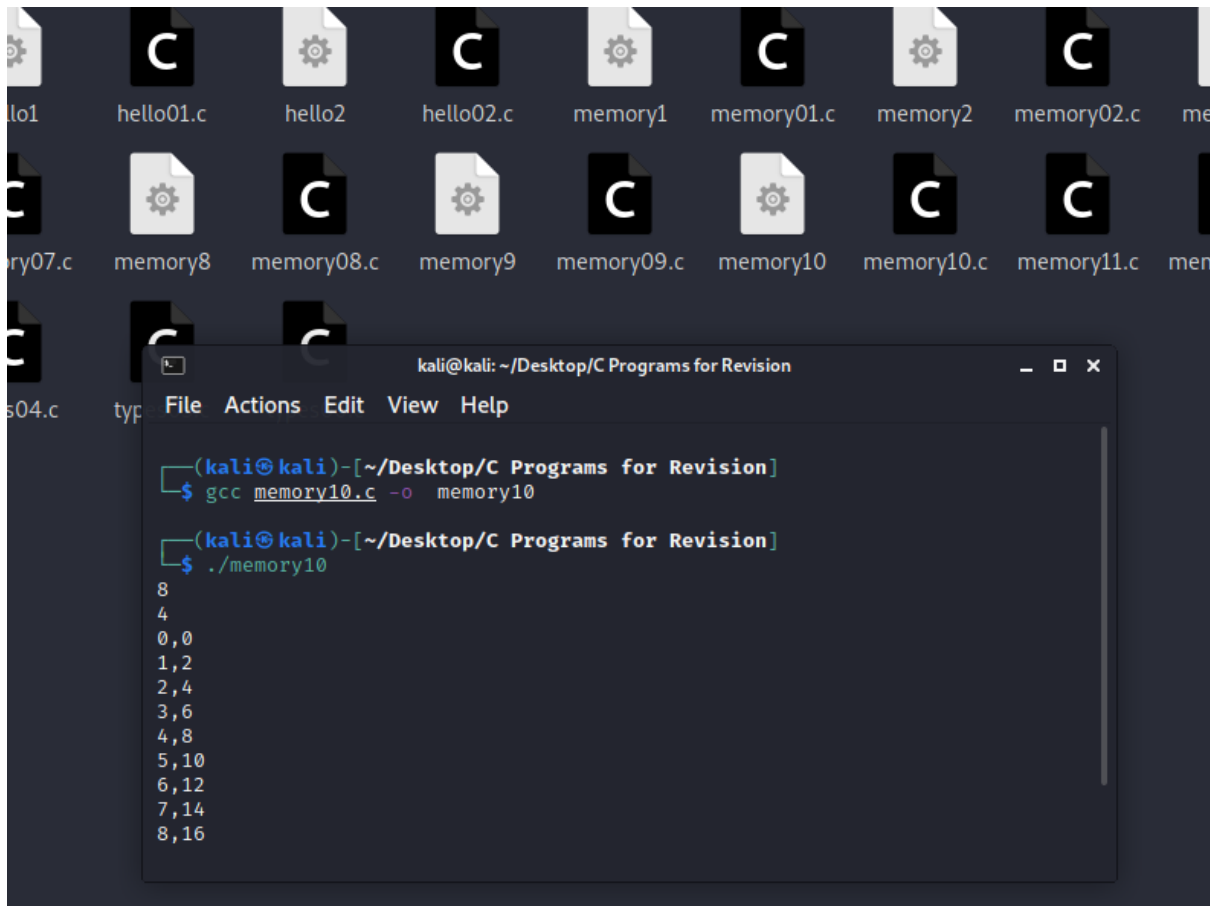 llo1 hello01.c hello2 hello02.c memory1 memory01.c memory2 memory02.c me
ry07.c memory8 memory08.c memory9 memory09.c memory10 memory10.c memory11.c mem
s04.c typ
kali@kali: ~/Desktop/C Programs for Revision
File Actions Edit View Help
┌──(kali㉿kali)-[~/Desktop/C Programs for Revision]
└─$ gcc memory10.c -o  memory10
┌──(kali㉿kali)-[~/Desktop/C Programs for Revision]
└─$ ./memory10
8
4
0,0
1,2
2,4
3,6
4,8
5,10
6,12
7,14
8,16